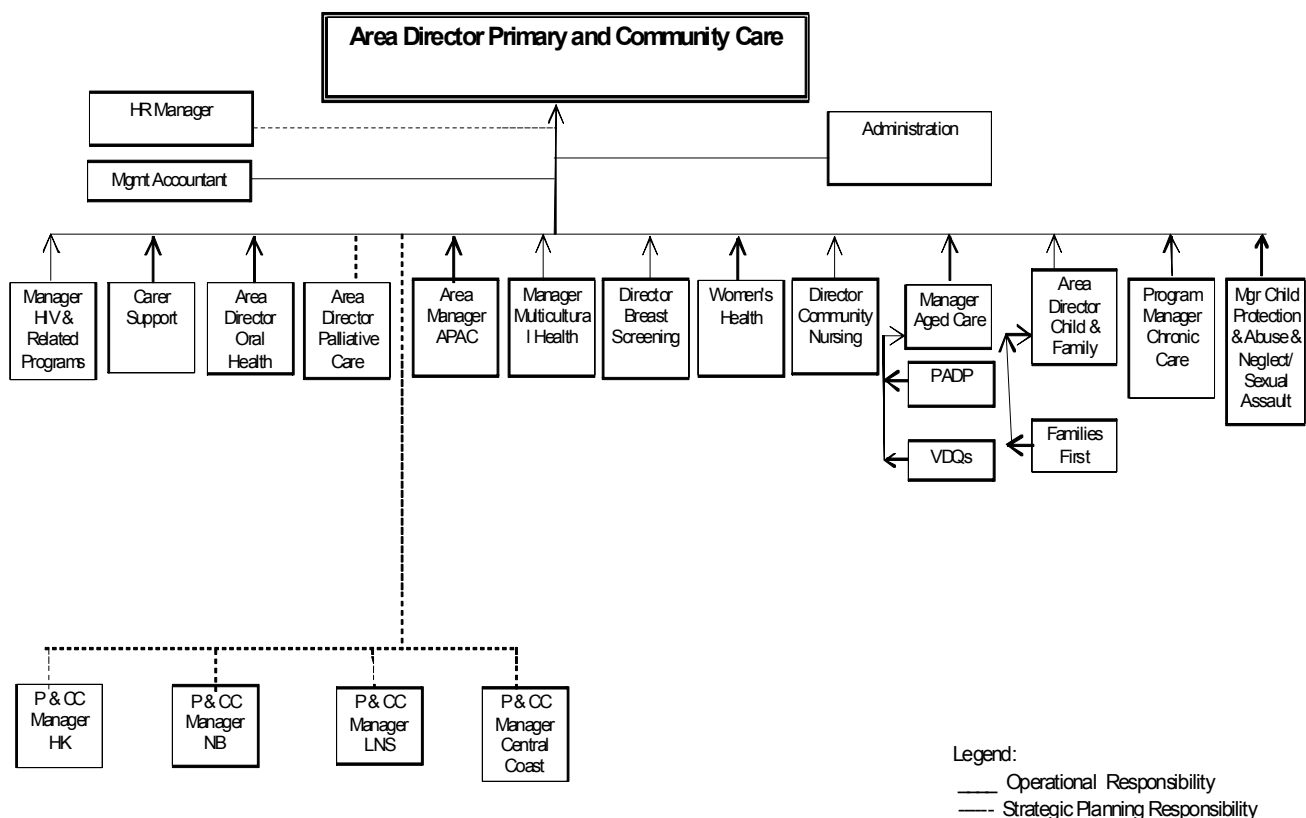 Area Director Primary and Community Care
HR Manager
Administration
Mgmt Accountant
Manager
HIV &
Related
Programs
Carer
Support
Area
Director
Oral
Health
Area
Director
Palliative
Care
Area
Manager
APAC
Manager
Multicultura
l Health
Director
Breast
Screening
Women's
Health
Director
Community
Nursing
Manager
Aged Care
PADP
VDQs
Area
Director
Child &
Family
Families
First
Program
Manager
Chronic
Care
Mgr Child
Protection
& Abuse &
Neglect/
Sexual
Assault
P & CC
Manager
HK
P & CC
Manager
NB
P & CC
Manager
LNS
P & CC
Manager
Central
Coast
Legend:
Operational Responsibility
Strategic Planning Responsibility